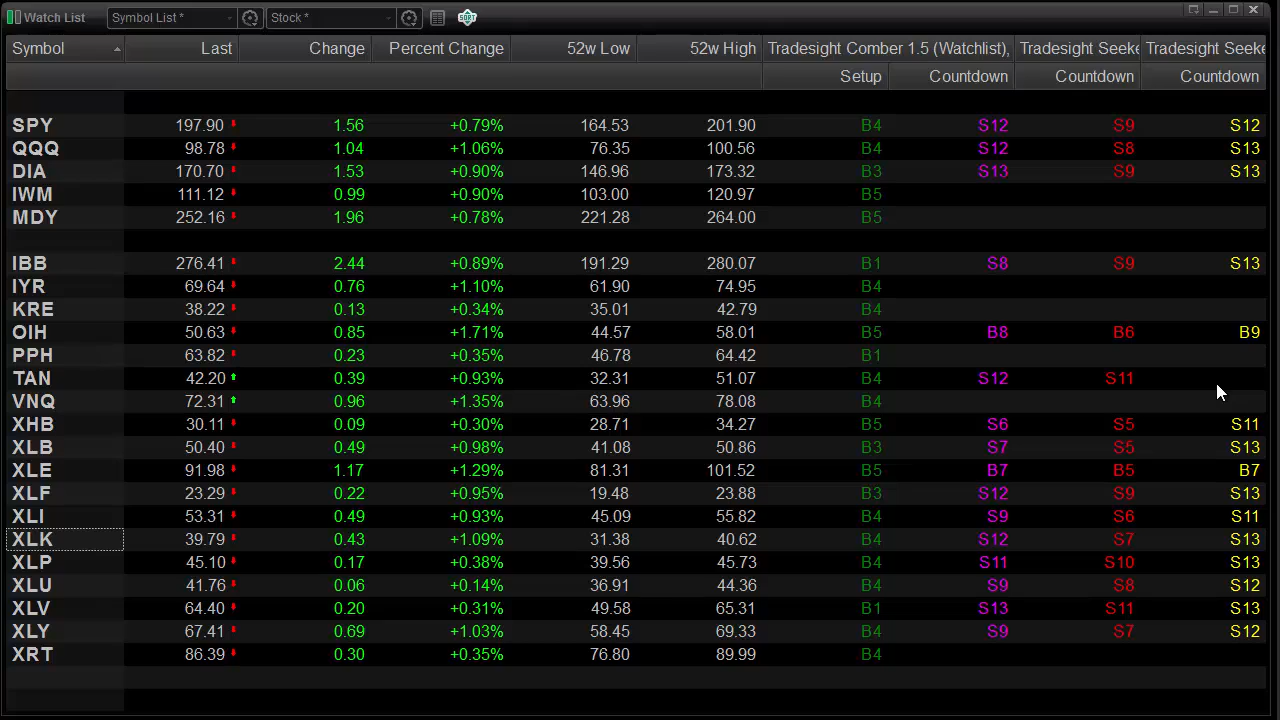 Watch List Symbol List * Stock * SORT
Symbol Last Change Percent Change 52w Low 52w High Tradesight Comber 1.5 (Watchlist), Tradesight Seeke Tradesight Seeke
Setup Countdown Countdown Countdown
SPY 197.90 1.56 +0.79% 164.53 201.90 B4 S12 S9 S12
QQQ 98.78 1.04 +1.06% 76.35 100.56 B4 S12 S8 S13
DIA 170.70 1.53 +0.90% 146.96 173.32 B3 S13 S9 S13
IWM 111.12 0.99 +0.90% 103.00 120.97 B5
MDY 252.16 1.96 +0.78% 221.28 264.00 B5
IBB 276.41 2.44 +0.89% 191.29 280.07 B1 S8 S9 S13
IYR 69.64 0.76 +1.10% 61.90 74.95 B4
KRE 38.22 0.13 +0.34% 35.01 42.79 B4
OIH 50.63 0.85 +1.71% 44.57 58.01 B5 B8 B6 B9
PPH 63.82 0.23 +0.35% 46.78 64.42 B1
TAN 42.20 0.39 +0.93% 32.31 51.07 B4 S12 S11
VNQ 72.31 0.96 +1.35% 63.96 78.08 B4
XHB 30.11 0.09 +0.30% 28.71 34.27 B5 S6 S5 S11
XLB 50.40 0.49 +0.98% 41.08 50.86 B3 S7 S5 S13
XLE 91.98 1.17 +1.29% 81.31 101.52 B5 B7 B5 B7
XLF 23.29 0.22 +0.95% 19.48 23.88 B3 S12 S9 S13
XLI 53.31 0.49 +0.93% 45.09 55.82 B4 S9 S6 S11
XLK 39.79 0.43 +1.09% 31.38 40.62 B4 S12 S7 S13
XLP 45.10 0.17 +0.38% 39.56 45.73 B4 S11 S10 S13
XLU 41.76 0.06 +0.14% 36.91 44.36 B4 S9 S8 S12
XLV 64.40 0.20 +0.31% 49.58 65.31 B1 S13 S11 S13
XLY 67.41 0.69 +1.03% 58.45 69.33 B4 S9 S7 S12
XRT 86.39 0.30 +0.35% 76.80 89.99 B4